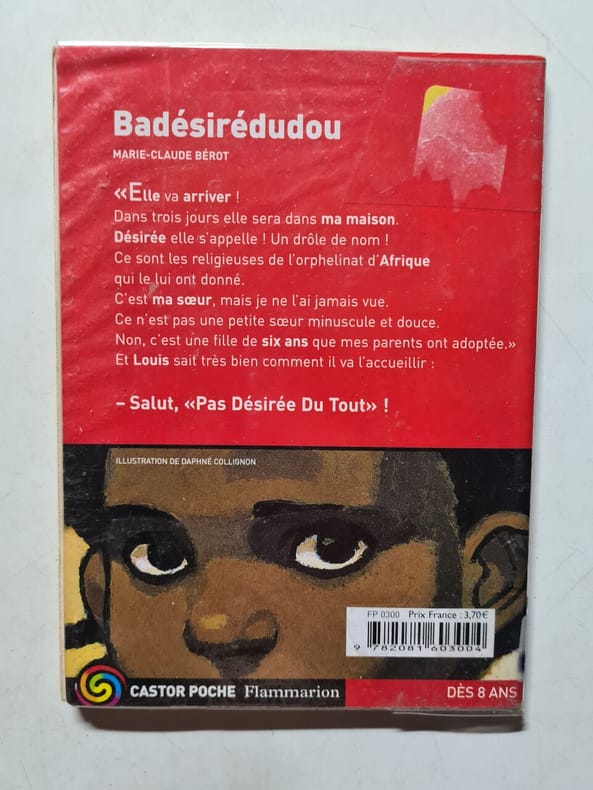 Badésirédudou
MARIE-CLAUDE BÉROT
«Elle va arriver !
Dans trois jours elle sera dans ma maison.
Désirée elle s'appelle ! Un drôle de nom !
Ce sont les religieuses de l'orphelinat d'Afrique
qui le lui ont donné.
C'est ma sœur, mais je ne l'ai jamais vue.
Ce n'est pas une petite sœur minuscule et douce.
Non, c'est une fille de six ans que mes parents ont adoptée.»
Et Louis sait très bien comment il va l'accueillir :
– Salut, «Pas Désirée Du Tout» !
ILLUSTRATION DE DAPHNÉ COLLIGNON
FP 0300 Prix France : 3,70 €
9 782081 603004
CASTOR POCHE Flammarion
DÈS 8 ANS